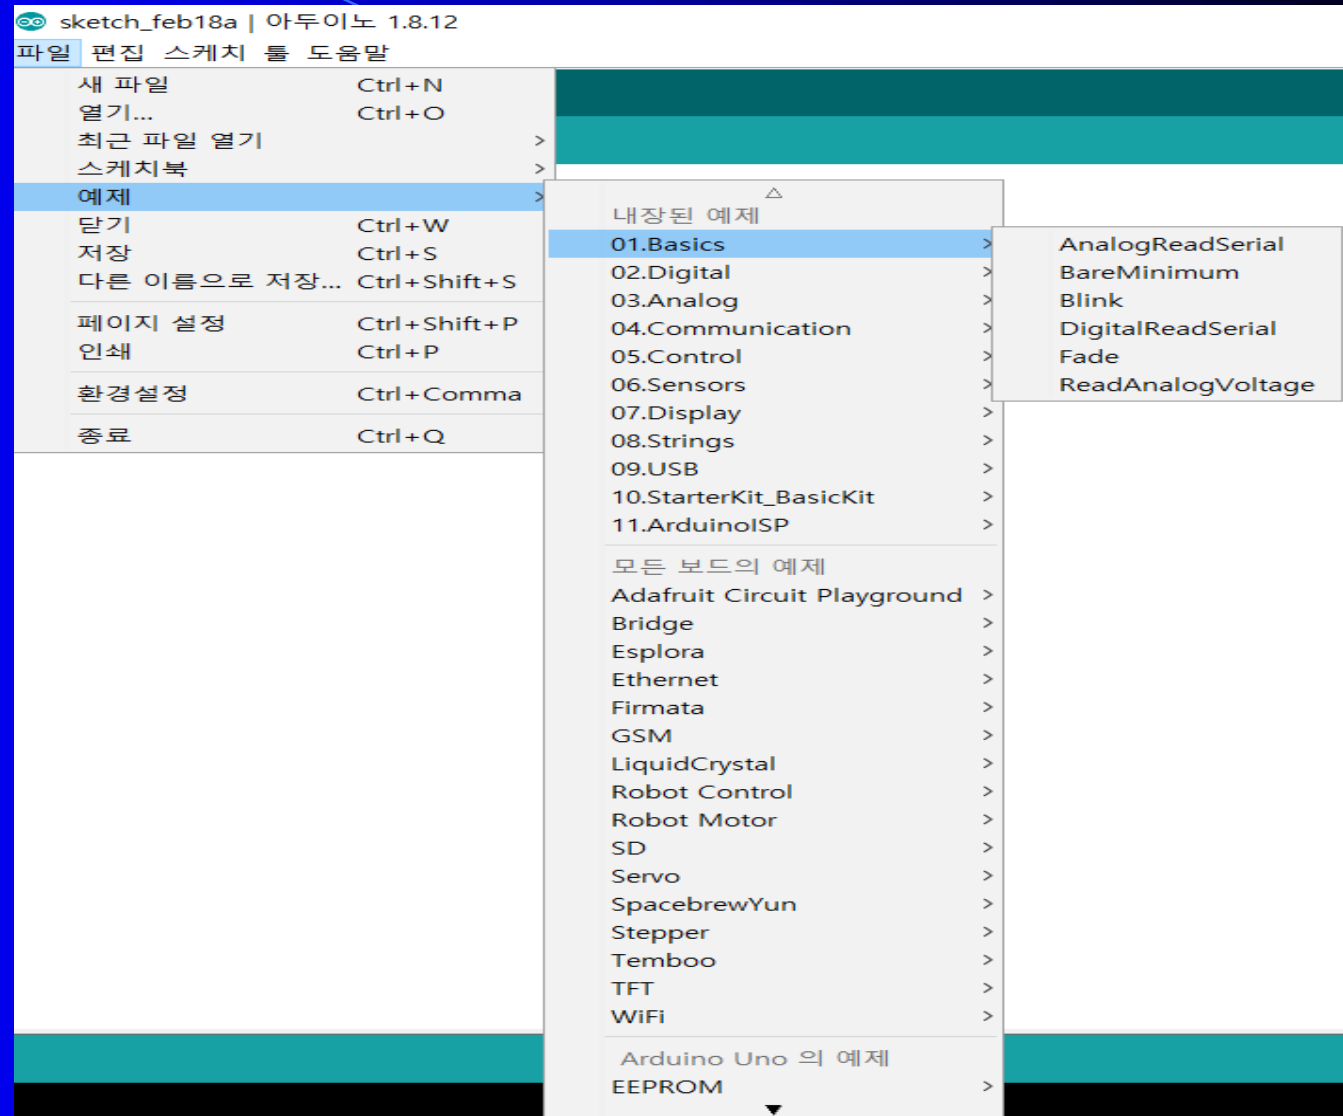 sketch_feb18a | 아두이노 1.8.12
파일 편집 스케치 툴 도움말
새 파일 Ctrl+N
열기... Ctrl+O
최근 파일 열기 >
스케치북 >
예제 >
닫기 Ctrl+W
저장 Ctrl+S
다른 이름으로 저장... Ctrl+Shift+S
페이지 설정 Ctrl+Shift+P
인쇄 Ctrl+P
환경설정 Ctrl+Comma
종료 Ctrl+Q
내장된 예제
01.Basics >
02.Digital >
03.Analog >
04.Communication >
05.Control >
06.Sensors >
07.Display >
08.Strings >
09.USB >
10.StarterKit_BasicKit >
11.ArduinoISP >
모든 보드의 예제
Adafruit Circuit Playground >
Bridge >
Esplora >
Ethernet >
Firmata >
GSM >
LiquidCrystal >
Robot Control >
Robot Motor >
SD >
Servo >
SpacebrewYun >
Stepper >
Temboo >
TFT >
WiFi >
Arduino Uno 의 예제
EEPROM >
AnalogReadSerial
BareMinimum
Blink
DigitalReadSerial
Fade
ReadAnalogVoltage